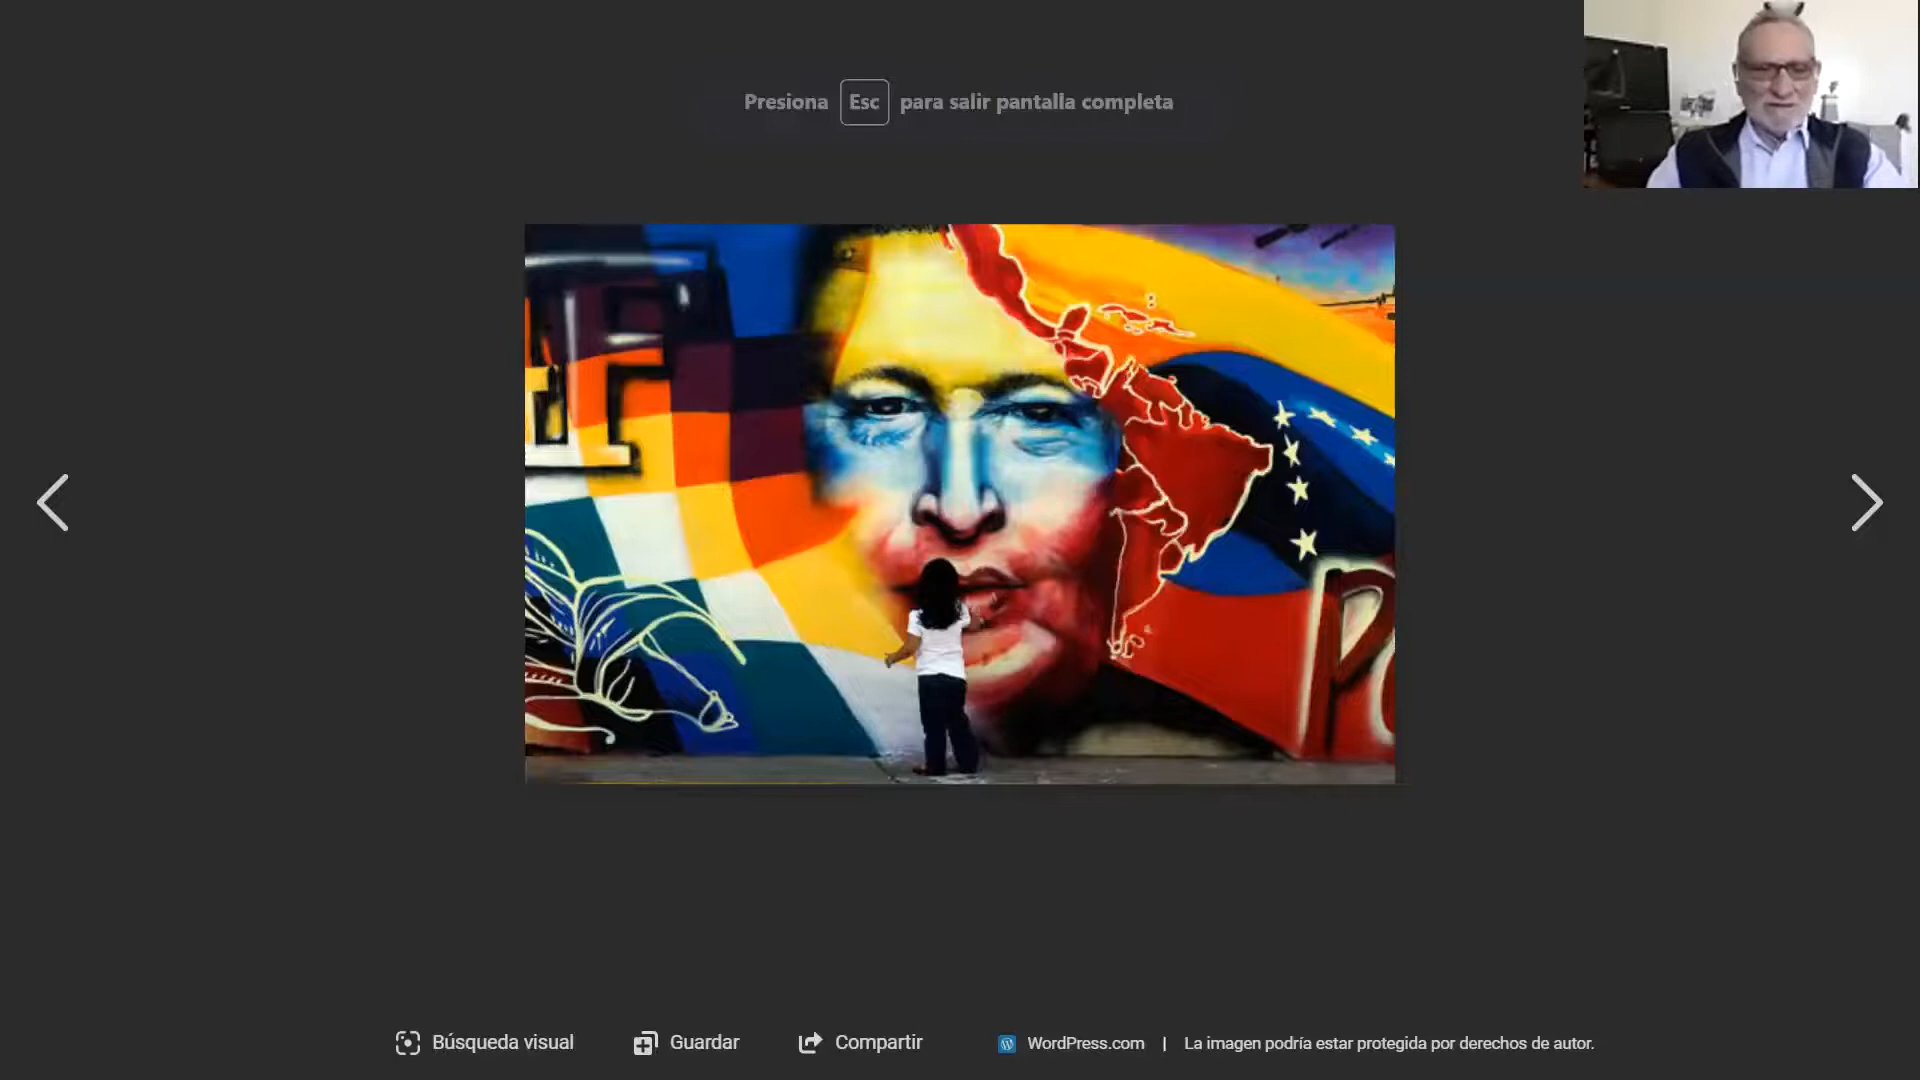 Presiona Esc para salir pantalla completa
Búsqueda visual
Guardar
Compartir
WordPress.com | La imagen podría estar protegida por derechos de autor.